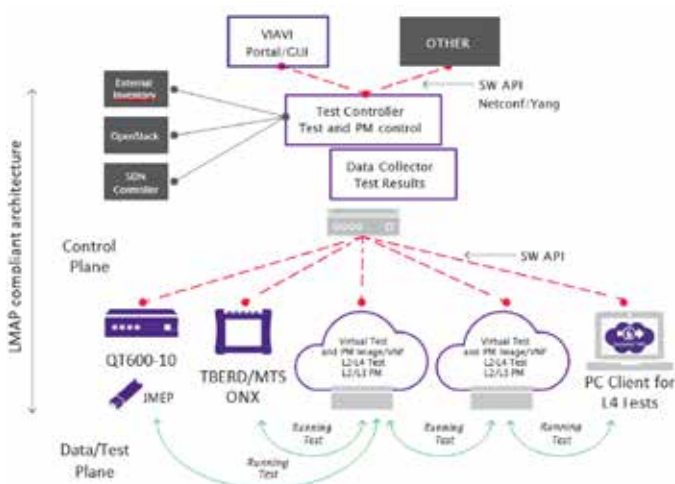 VIAVI
Portal/GUI
OTHER
SW API
Netconf/Yang
External
Inventory
OpenStack
SDN
Controller
Test Controller
Test and PM control
Data Collector
Test Results
LMAP compliant architecture
Control
Plane
SW API
QT600-10
JMEP
TBERD/MTS
ONX
Virtual Test
and PM Image/VNF
L2-L4 Test
L2/L3 PM
Virtual Test
and PM Image/VNF
L2-L4 Test
L2/L3 PM
PC Client for
L4 Tests
Data/Test
Plane
Running
Test
Running
Test
Running
Test
Running
Test